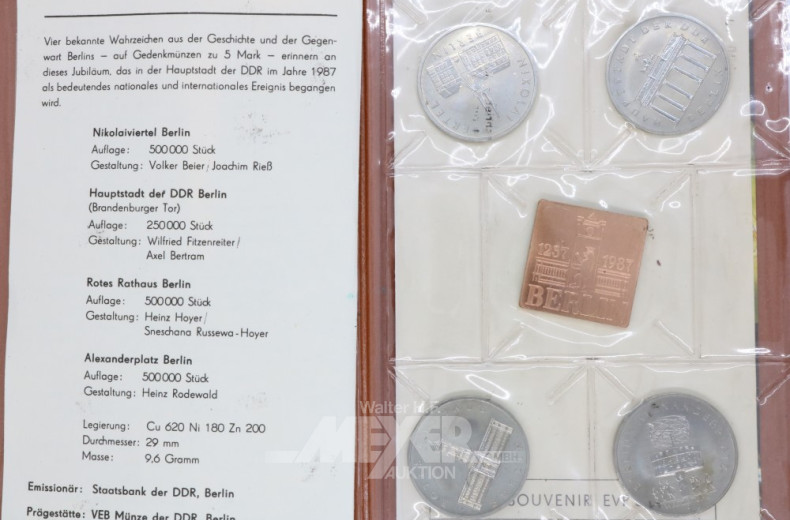 Vier bekannte Wahrzeichen aus der Geschichte und der Gegen-
wart Berlins – auf Gedenkmünzen zu 5 Mark – erinnern an
dieses Jubiläum, das in der Hauptstadt der DDR im Jahre 1987
als bedeutendes nationales und internationales Ereignis begangen
wird.
Nikolaiviertel Berlin
Auflage: 500 000 Stück
Gestaltung: Volker Beier/Joachim Rieß
Hauptstadt der DDR Berlin
(Brandenburger Tor)
Auflage: 250 000 Stück
Gestaltung: Wilfried Fitzenreiter/
Axel Bertram
Rotes Rathaus Berlin
Auflage: 500 000 Stück
Gestaltung: Heinz Hoyer/
Sneschana Russewa-Hoyer
Alexanderplatz Berlin
Auflage: 500 000 Stück
Gestaltung: Heinz Rodewald
Legierung: Cu 620 Ni 180 Zn 200
Durchmesser: 29 mm
Masse: 9,6 Gramm
Emissionär: Staatsbank der DDR, Berlin
Prägestätte: VEB Münze der DDR, Berlin
1237 1987
BERLIN
SOUVENIR
Walter H.F.
MEYER
AUKTION